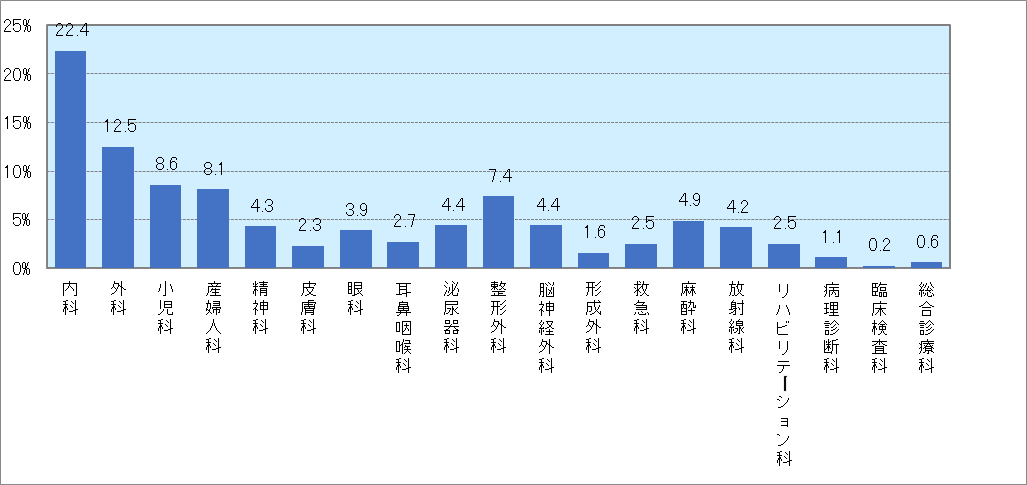 25%
20%
15%
10%
5%
0%
22.4
12.5
8.6
8.1
4.3
2.3
3.9
2.7
4.4
7.4
4.4
1.6
2.5
4.9
4.2
2.5
1.1
0.2
0.6
内科
外科
小児科
産婦人科
精神科
皮膚科
眼科
耳鼻咽喉科
泌尿器科
整形外科
脳神経外科
形成外科
救急科
麻酔科
放射線科
リハビリテーション科
病理診断科
臨床検査科
総合診療科